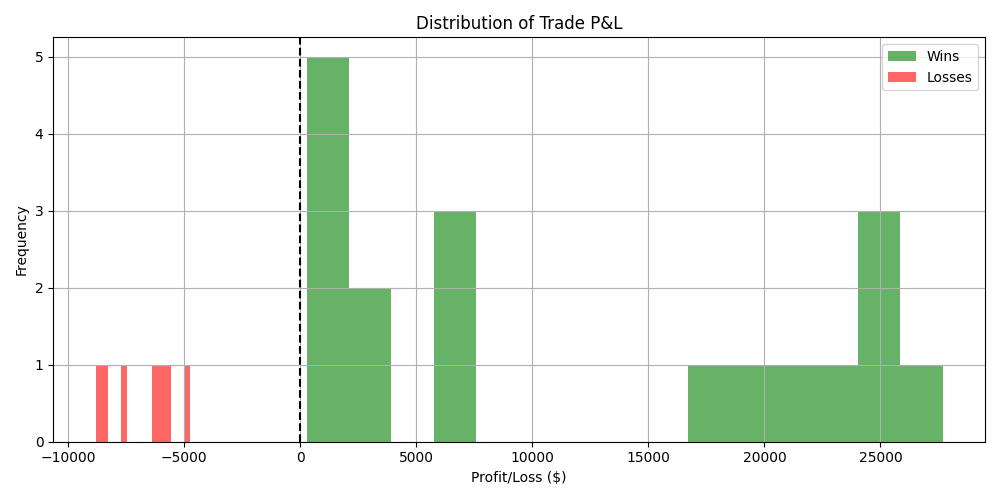 Distribution of Trade P&L
Wins
Losses
5
4
3
2
1
0
Frequency
−10000 −5000 0 5000 10000 15000 20000 25000
Profit/Loss ($)